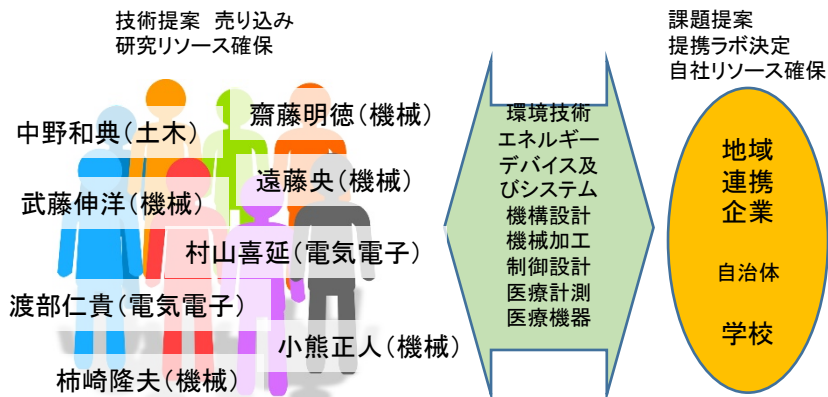 技術提案 売り込み
研究リソース確保
中野和典(土木)
齋藤明徳(機械)
武藤伸洋(機械)
遠藤央(機械)
村山喜延(電気電子)
渡部仁貴(電気電子)
小熊正人(機械)
柿崎隆夫(機械)
環境技術
エネルギー
デバイス及
びシステム
機構設計
機械加工
制御設計
医療計測
医療機器
課題提案
提携ラボ決定
自社リソース確保
地域
連携
企業
自治体
学校